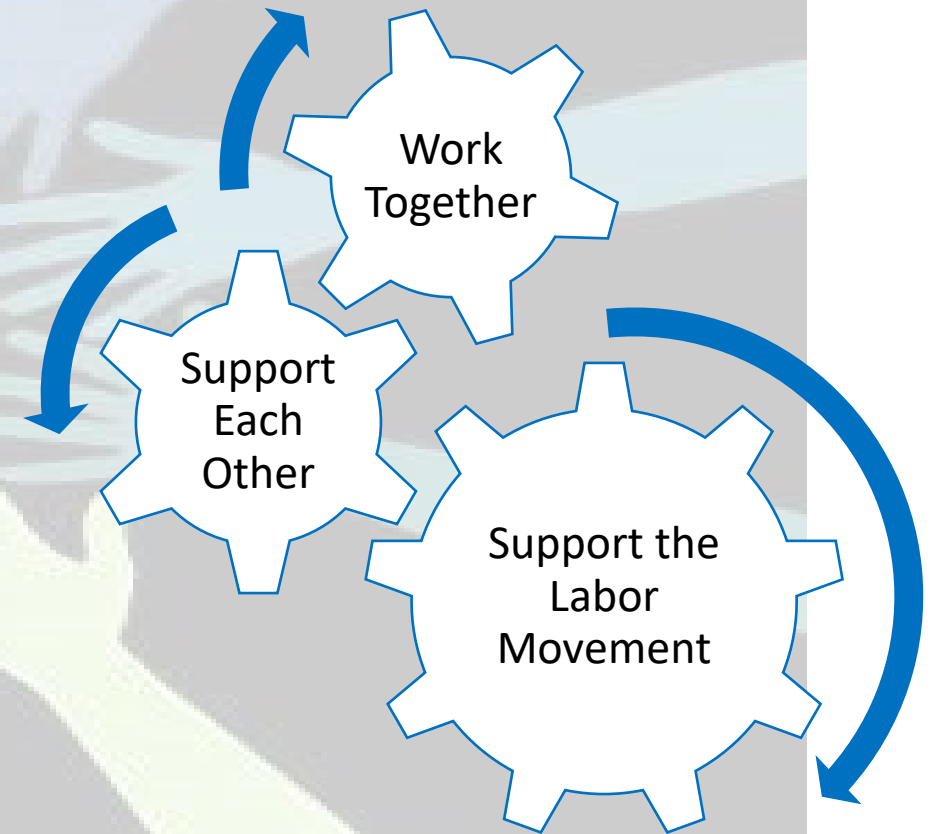 Work
Together
Support
Each
Other
Support the
Labor
Movement